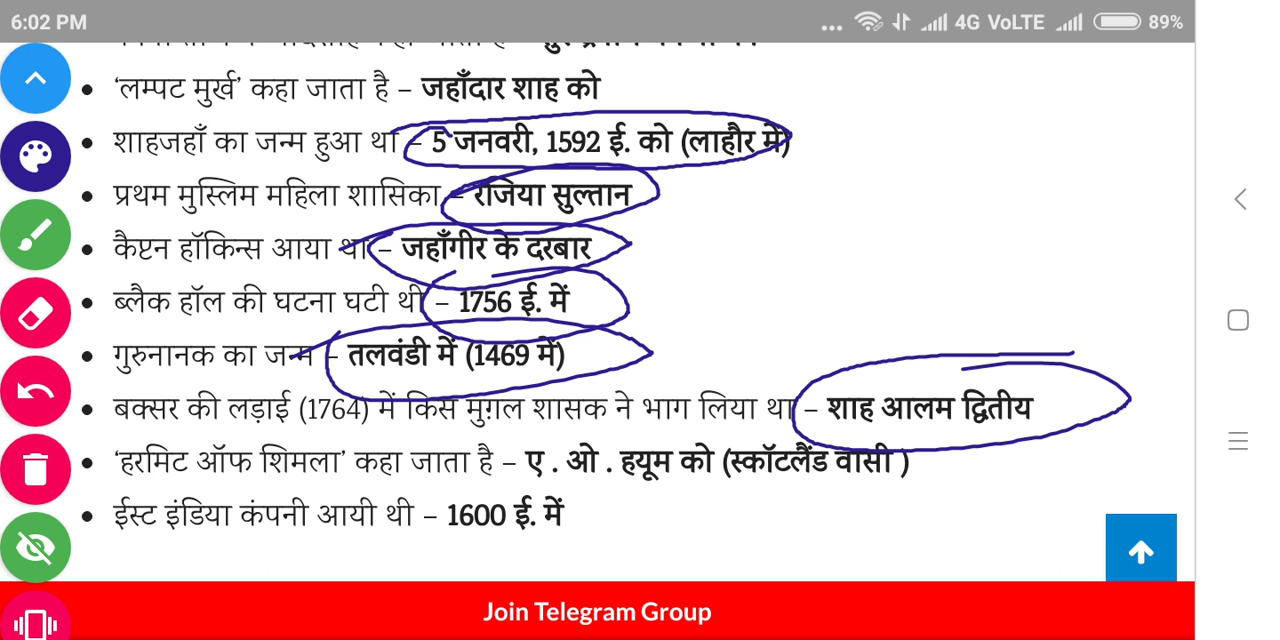 6:02 PM ... 4G VoLTE 89%
‘लम्पट मुर्ख’ कहा जाता है – जहाँदार शाह को
शाहजहाँ का जन्म हुआ था – 5 जनवरी, 1592 ई. को (लाहौर में)
प्रथम मुस्लिम महिला शासिका – राजिया सुल्तान
कैप्टन हॉकिन्स आया था – जहाँगीर के दरबार
ब्लैक हॉल की घटना घटी थी – 1756 ई. में
गुरुनानक का जन्म – तलवंडी में (1469 में)
बक्सर की लड़ाई (1764) में किस मुग़ल शासक ने भाग लिया था – शाह आलम द्वितीय
‘हरमिट ऑफ शिमला’ कहा जाता है – ए . ओ . हयूम को (स्कॉटलैंड वासी )
ईस्ट इंडिया कंपनी आयी थी – 1600 ई. में
Join Telegram Group